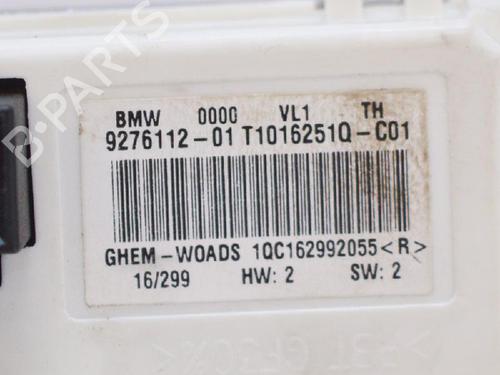 BMW 0000 VL1 TH
9276112-01 T1016251Q-C01
GHEM-WOADS 1QC162992055<R>
16/299 HW: 2 SW: 2
B-PARTS